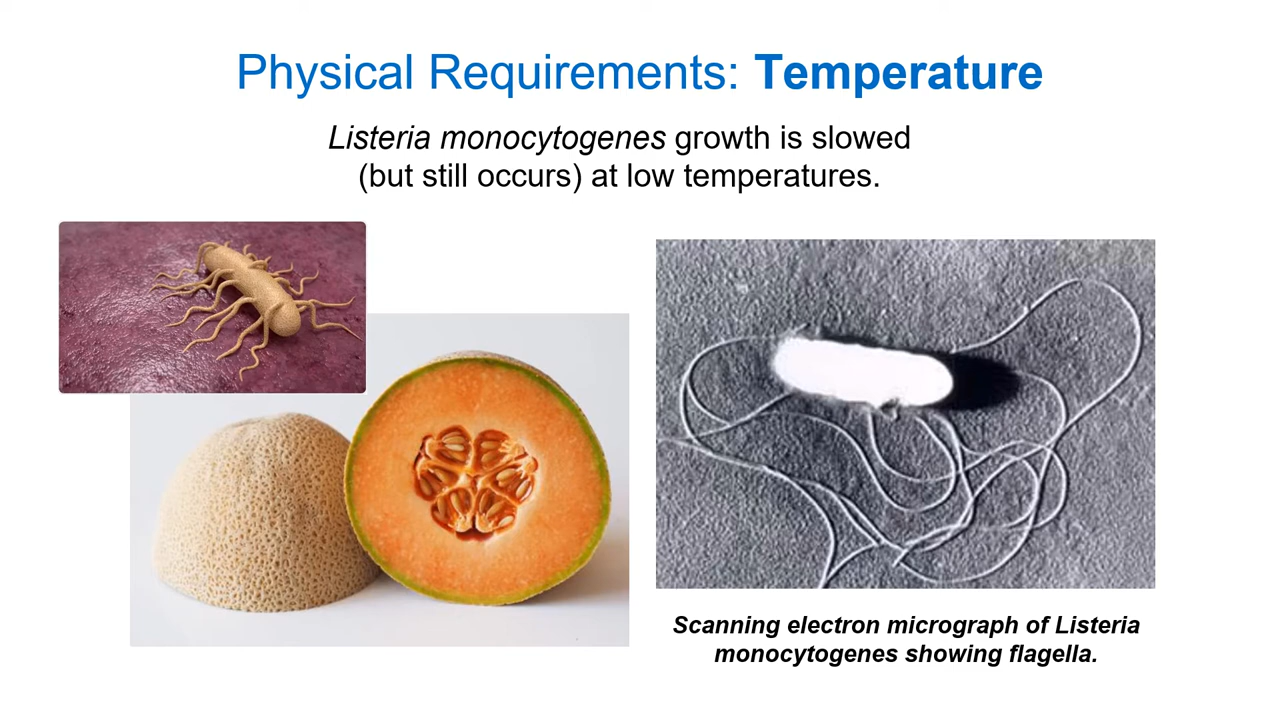 Physical Requirements: Temperature
Listeria monocytogenes growth is slowed
(but still occurs) at low temperatures.
Scanning electron micrograph of Listeria
monocytogenes showing flagella.